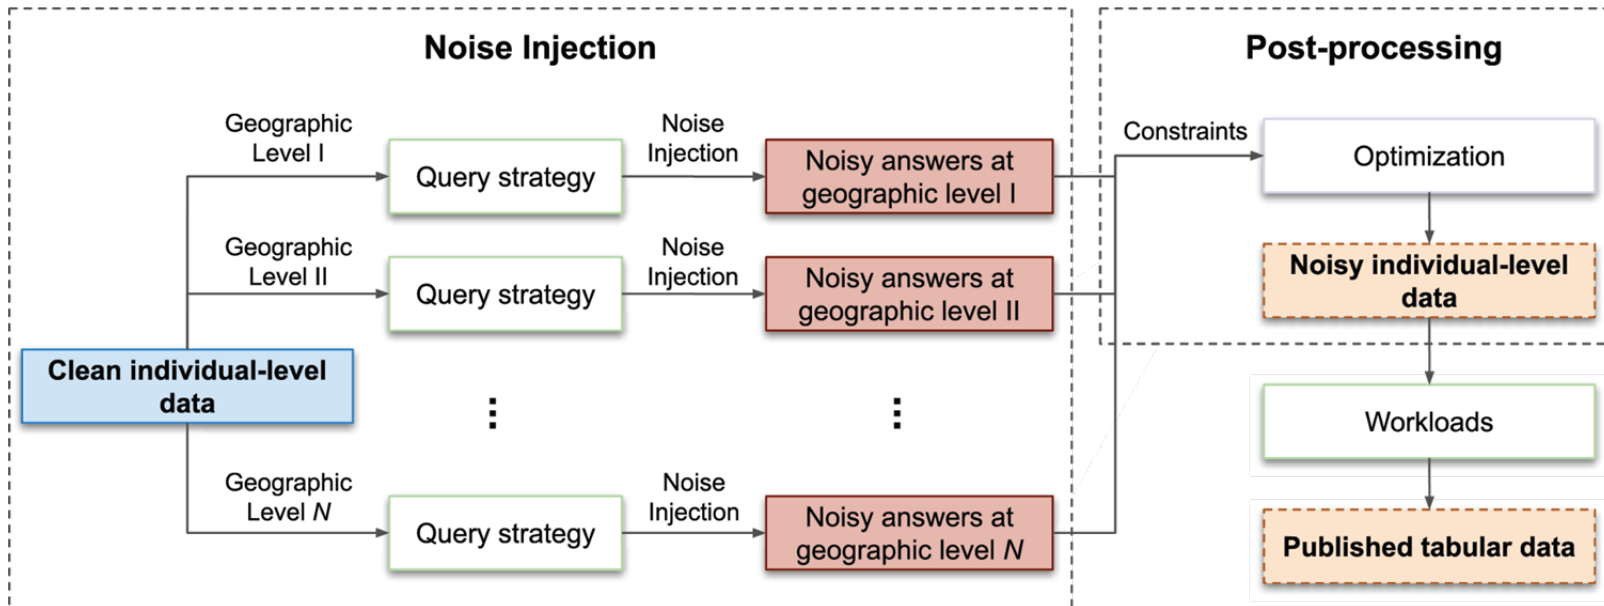 Noise Injection
Post-processing
Geographic
Level I
Noise
Injection
Query strategy
Noisy answers at
geographic level I
Constraints
Optimization
Geographic
Level II
Noise
Injection
Query strategy
Noisy answers at
geographic level II
Noisy individual-level
data
Clean individual-level
data
Workloads
Geographic
Level N
Noise
Injection
Query strategy
Noisy answers at
geographic level N
Published tabular data